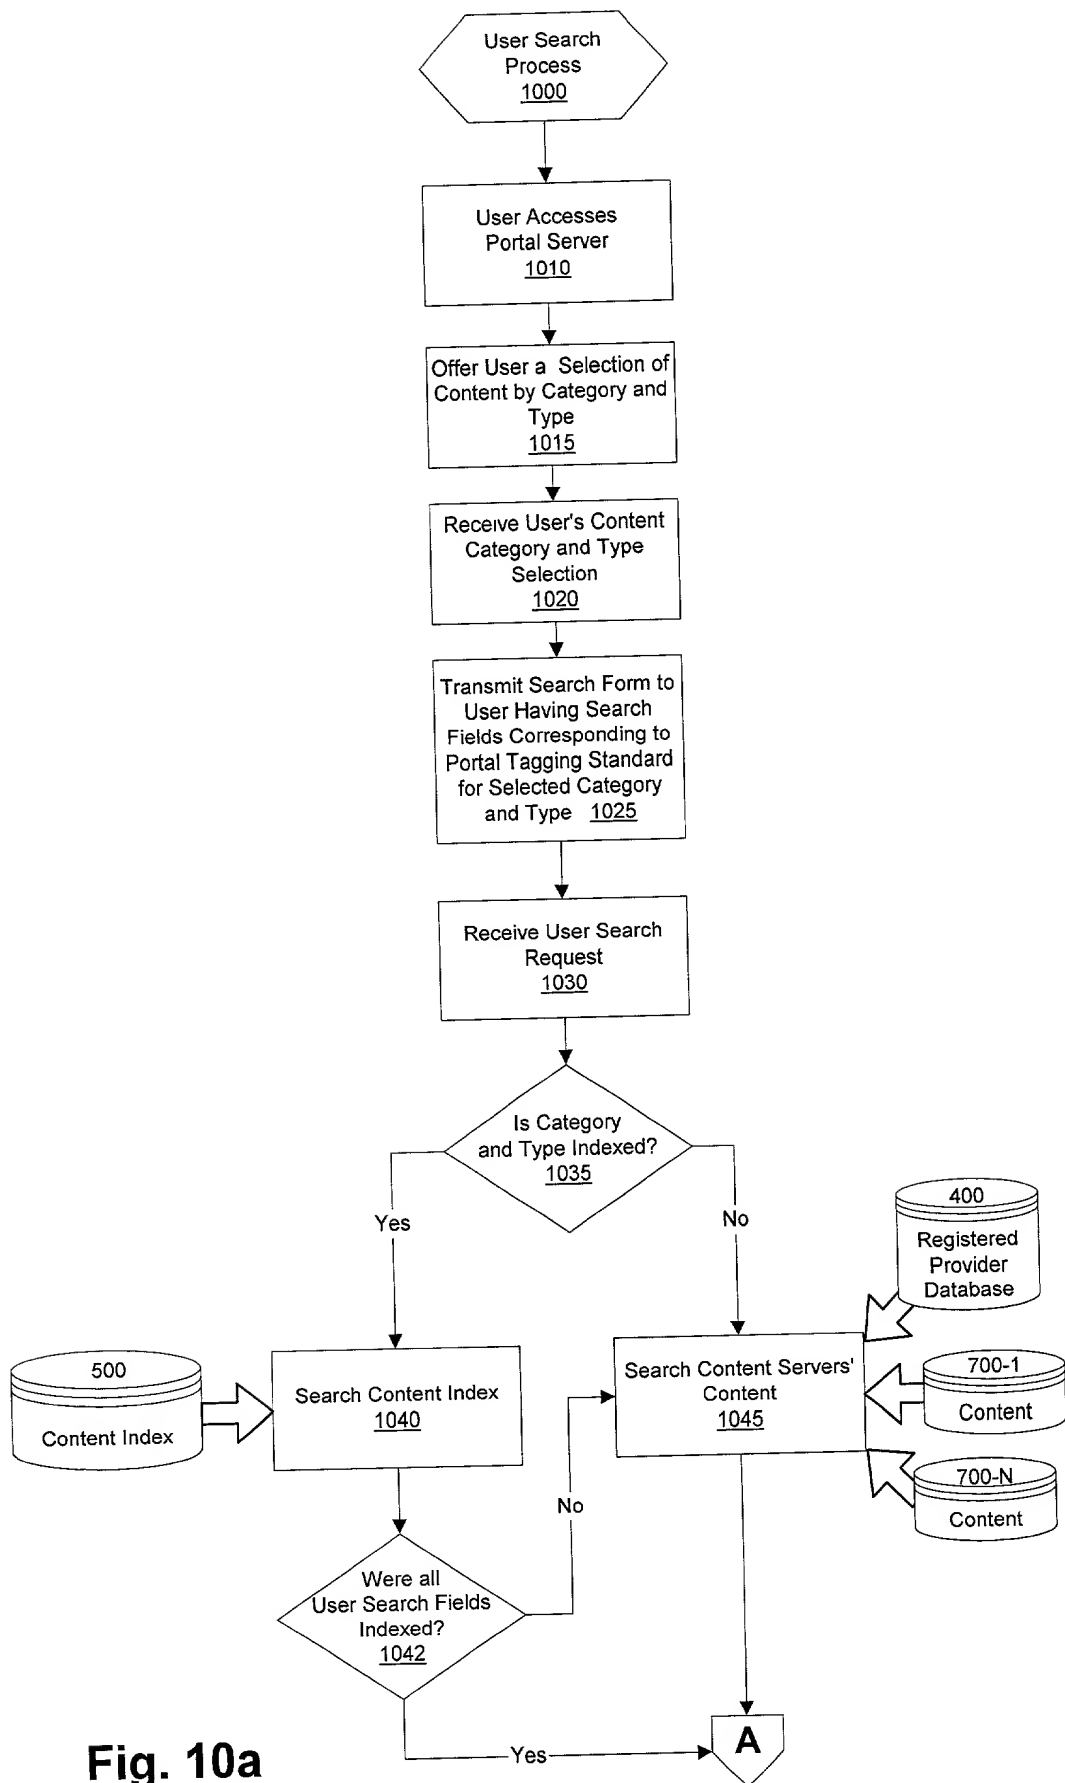 User Search
Process
1000
User Accesses
Portal Server
1010
Offer User a Selection of
Content by Category and
Type
1015
Receive User's Content
Category and Type
Selection
1020
Transmit Search Form to
User Having Search
Fields Corresponding to
Portal Tagging Standard
for Selected Category
and Type 1025
Receive User Search
Request
1030
Is Category
and Type Indexed?
1035
Yes
No
400
Registered
Provider
Database
500
Content Index
Search Content Index
1040
Search Content Servers'
Content
1045
700-1
Content
700-N
Content
No
Were all
User Search Fields
Indexed?
1042
Yes
A
Fig. 10a